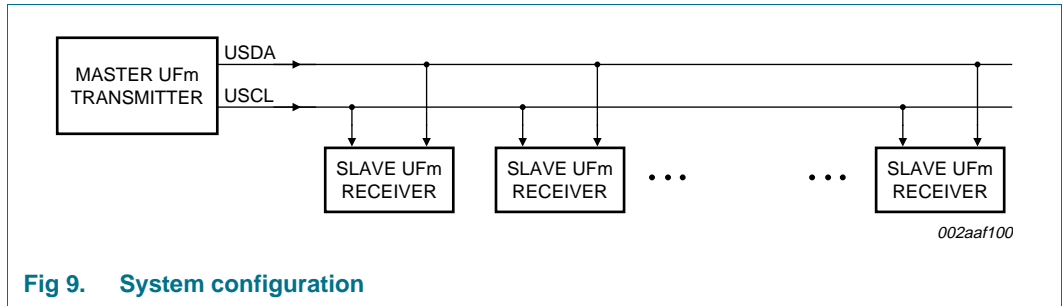 USDA
MASTER UFm
TRANSMITTER
USCL
SLAVE UFm
RECEIVER
SLAVE UFm
RECEIVER
SLAVE UFm
RECEIVER
002aaf100
Fig 9. System configuration